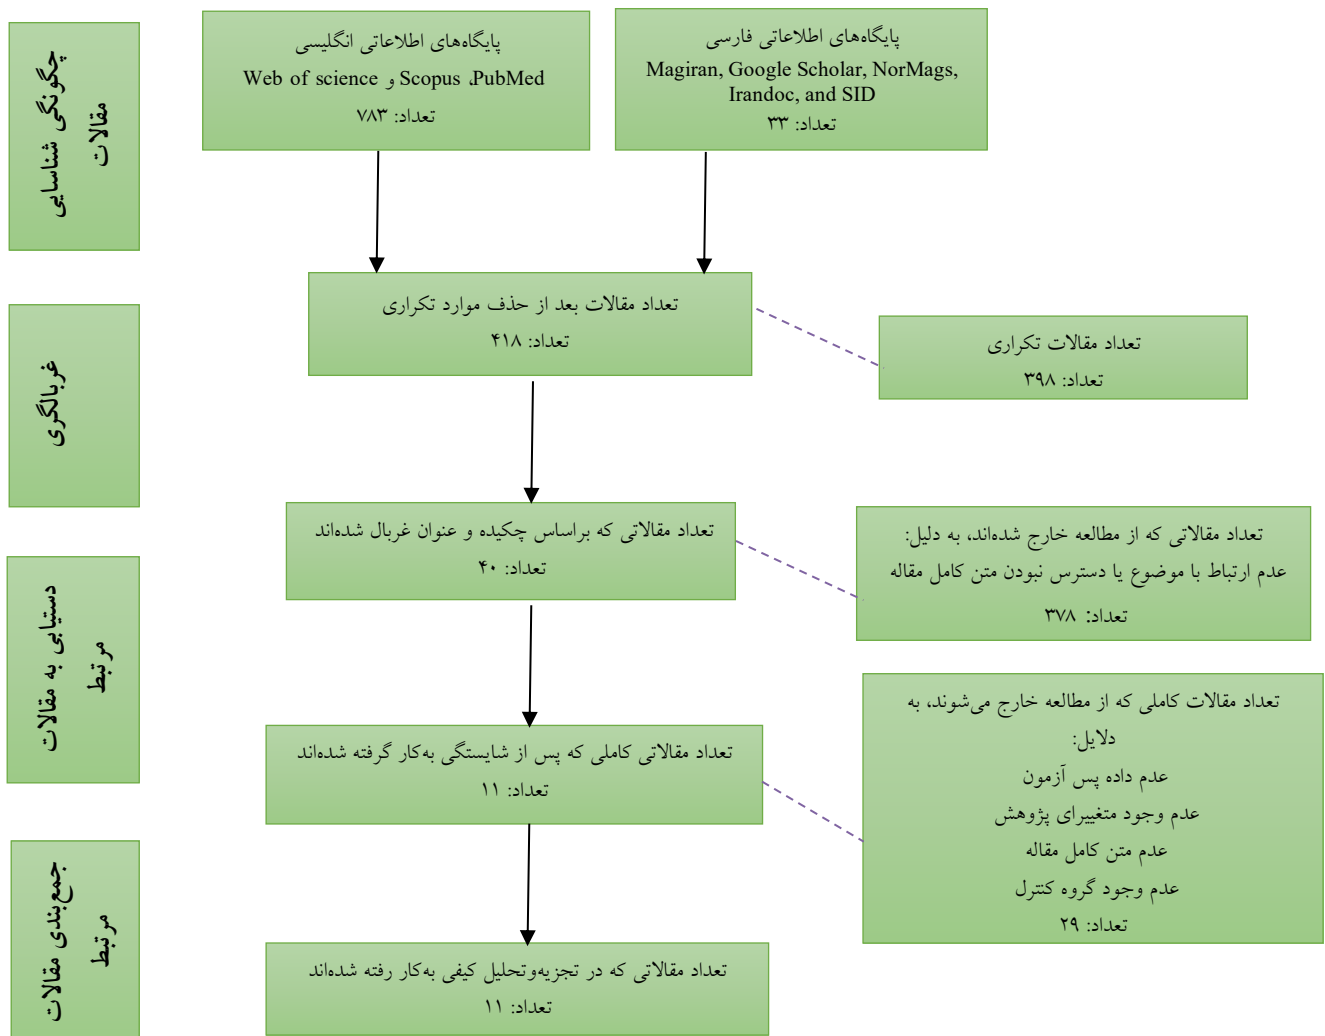 چگونگی شناسایی
مقالات
پایگاه‌های اطلاعاتی انگلیسی
Web of science و Scopus ،PubMed
تعداد: ۷۸۳
پایگاه‌های اطلاعاتی فارسی
Magiran, Google Scholar, NorMags,
Irandoc, and SID
تعداد: ۳۳
غربالگری
تعداد مقالات بعد از حذف موارد تکراری
تعداد: ۴۱۸
تعداد مقالات تکراری
تعداد: ۳۹۸
دستیابی به مقالات
مرتبط
تعداد مقالاتی که براساس چکیده و عنوان غربال شده‌اند
تعداد: ۴۰
تعداد مقالاتی که از مطالعه خارج شده‌اند، به دلیل:
عدم ارتباط با موضوع یا دسترس نبودن متن کامل مقاله
تعداد: ۳۷۸
تعداد مقالاتی کاملی که پس از شایستگی به‌کار گرفته شده‌اند
تعداد: ۱۱
تعداد مقالات کاملی که از مطالعه خارج می‌شوند، به
دلایل:
عدم داده پس آزمون
عدم وجود متغییرای پژوهش
عدم متن کامل مقاله
عدم وجود گروه کنترل
تعداد: ۲۹
جمع‌بندی مقالات
مرتبط
تعداد مقالاتی که در تجزیه‌وتحلیل کیفی به‌کار رفته شده‌اند
تعداد: ۱۱